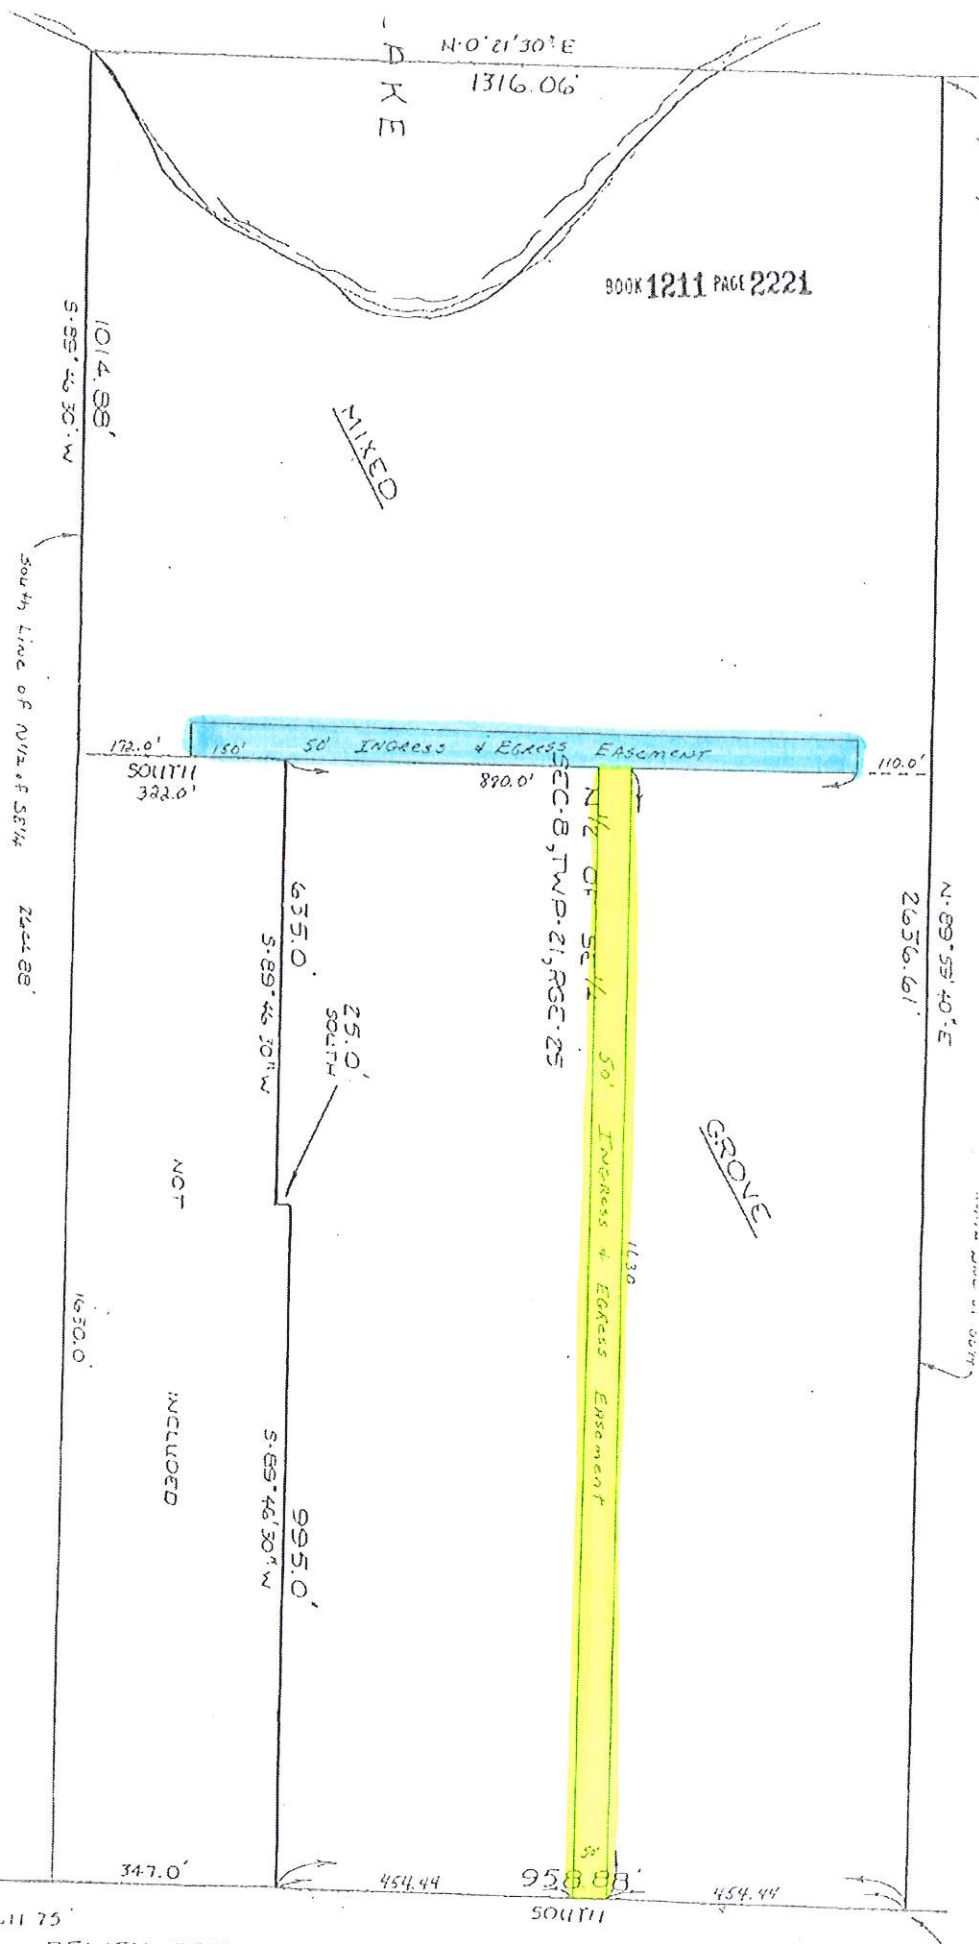 N·0°21'30"E
1316.06'
AKE
BOOK 1211 PAGE 2221
1014.88'
S·89°46'30"·W
MIXED
South Line of N1/2 of SE1/4
172.0'
150'
50' INGRESS & EGRESS EASEMENT
110.0'
SOUTH
322.0'
890.0'
N 1/2 OF SE 1/4
SEC·8, TWP·21, RGE·25
N·89°53'40"E
2636.61'
635.0'
S·89°46'30"W
25.0'
SOUTH
GROVE
50' INGRESS & EGRESS EASEMENT
1630
NOT
INCLUDED
1630.0'
995.0'
S·89°46'30"W
347.0'
454.44
50'
958.88'
454.44
SOUTH
75'